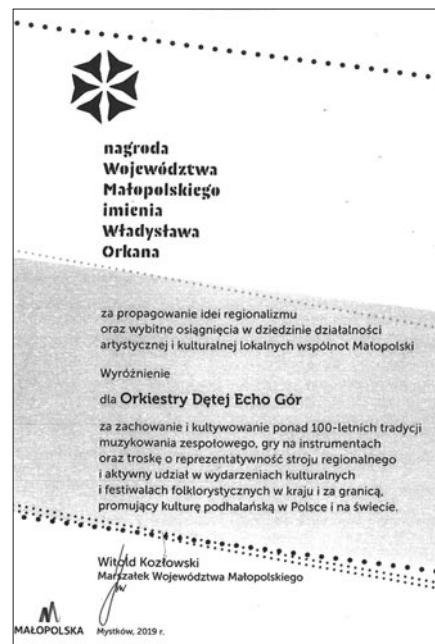 nagroda
Województwa
Małopolskiego
imienia
Władysława
Orkana
za propagowanie idei regionalizmu
oraz wybitne osiągnięcia w dziedzinie działalności
artystycznej i kulturalnej lokalnych wspólnot Małopolski
Wyróżnienie
dla Orkiestry Dętej Echo Gór
za zachowanie i kultywowanie ponad 100-letnich tradycji
muzykowania zespołowego, gry na instrumentach
oraz troskę o reprezentatywność stroju regionalnego
i aktywny udział w wydarzeniach kulturalnych
i festiwalach folklorystycznych w kraju i za granicą,
promujący kulturę podhalańską w Polsce i na świecie.
Witold Kozłowski
Marszałek Województwa Małopolskiego
MAŁOPOLSKA Mystków, 2019 r.